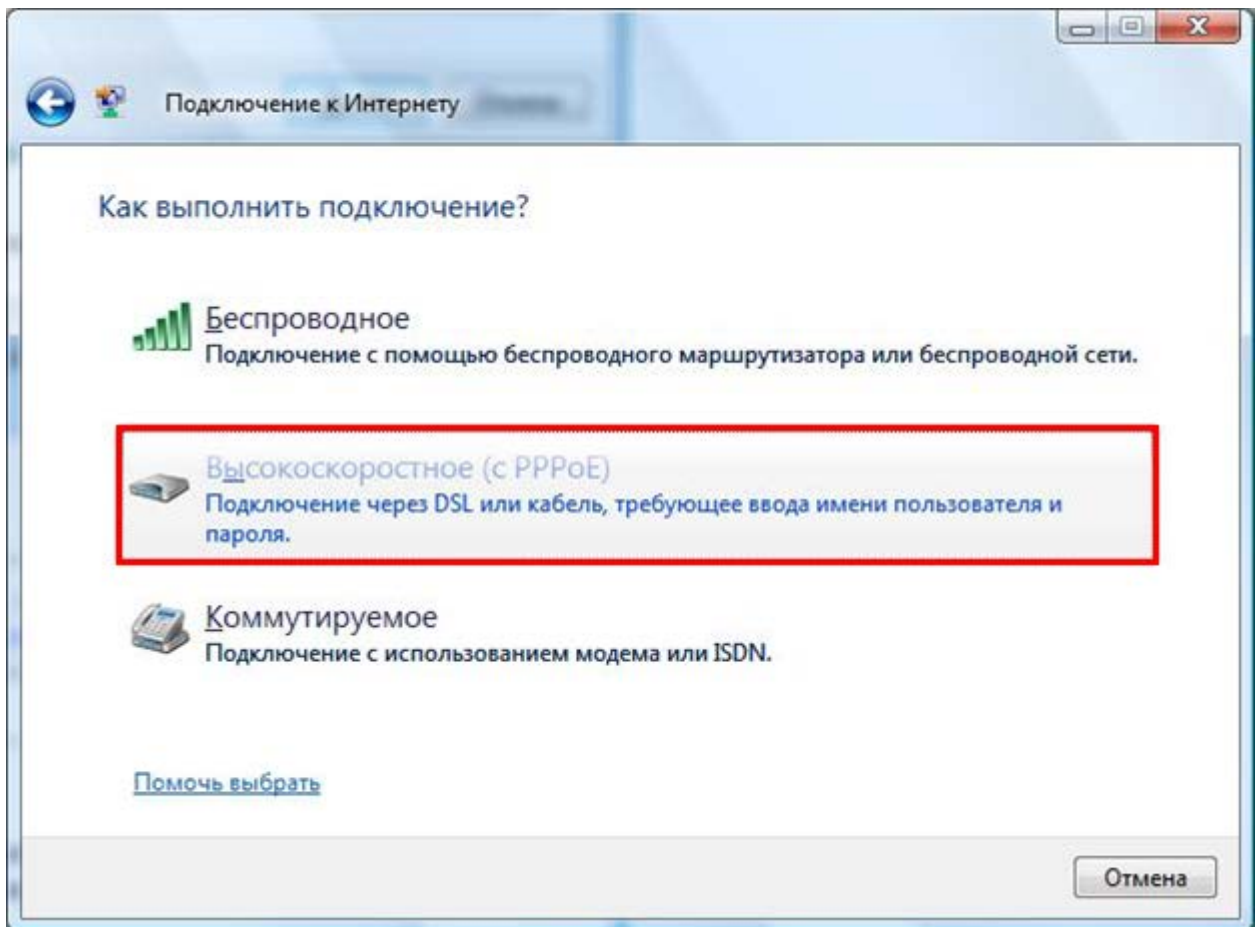 Подключение к Интернету
Как выполнить подключение?
Беспроводное
Подключение с помощью беспроводного маршрутизатора или беспроводной сети.
Высокоскоростное (с PPPoE)
Подключение через DSL или кабель, требующее ввода имени пользователя и
пароля.
Коммутируемое
Подключение с использованием модема или ISDN.
Помочь выбрать
Отмена